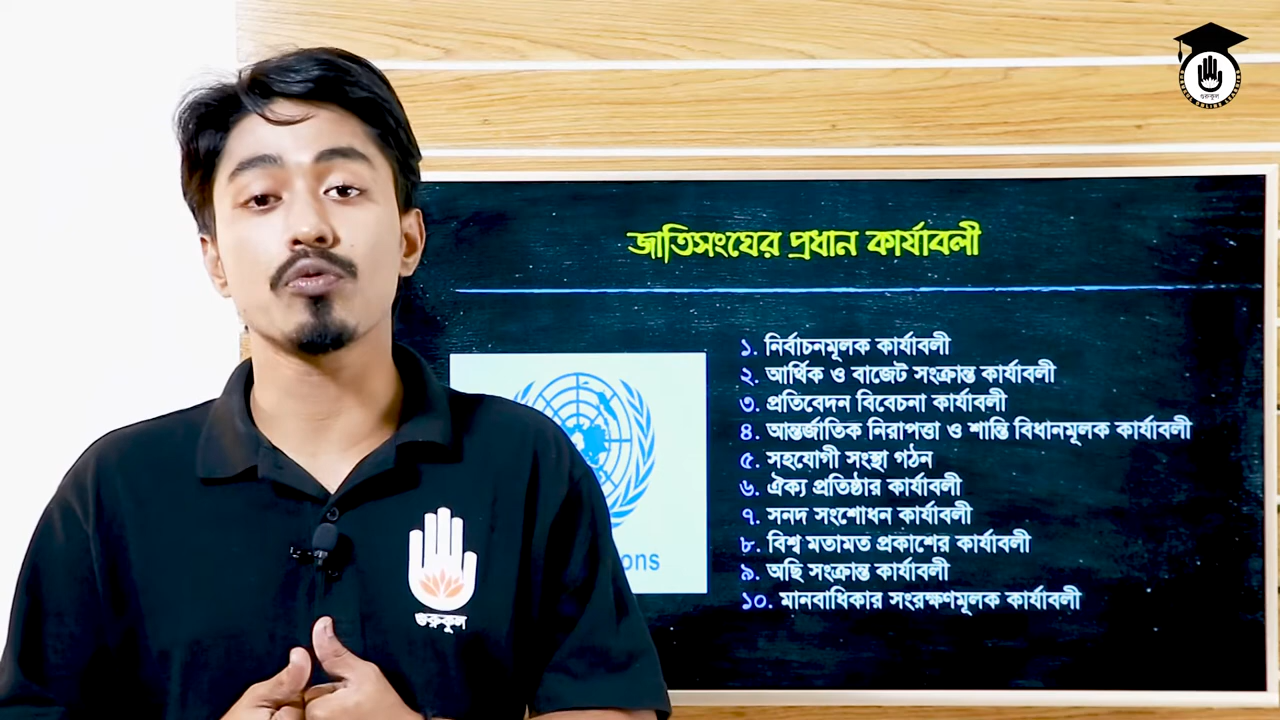 জাতিসংঘের প্রধান কার্যাবলী
১. নির্বাচনমূলক কার্যাবলী
২. আর্থিক ও বাজেট সংক্রান্ত কার্যাবলী
৩. প্রতিবেদন বিবেচনা কার্যাবলী
৪. আন্তর্জাতিক নিরাপত্তা ও শান্তি বিধানমূলক কার্যাবলী
৫. সহযোগী সংস্থা গঠন
৬. ঐক্য প্রতিষ্ঠার কার্যাবলী
৭. সনদ সংশোধন কার্যাবলী
৮. বিশ্ব মতামত প্রকাশের কার্যাবলী
৯. অছি সংক্রান্ত কার্যাবলী
১০. মানবাধিকার সংরক্ষণমূলক কার্যাবলী
ons
গুরুকুল
গুরুকুল